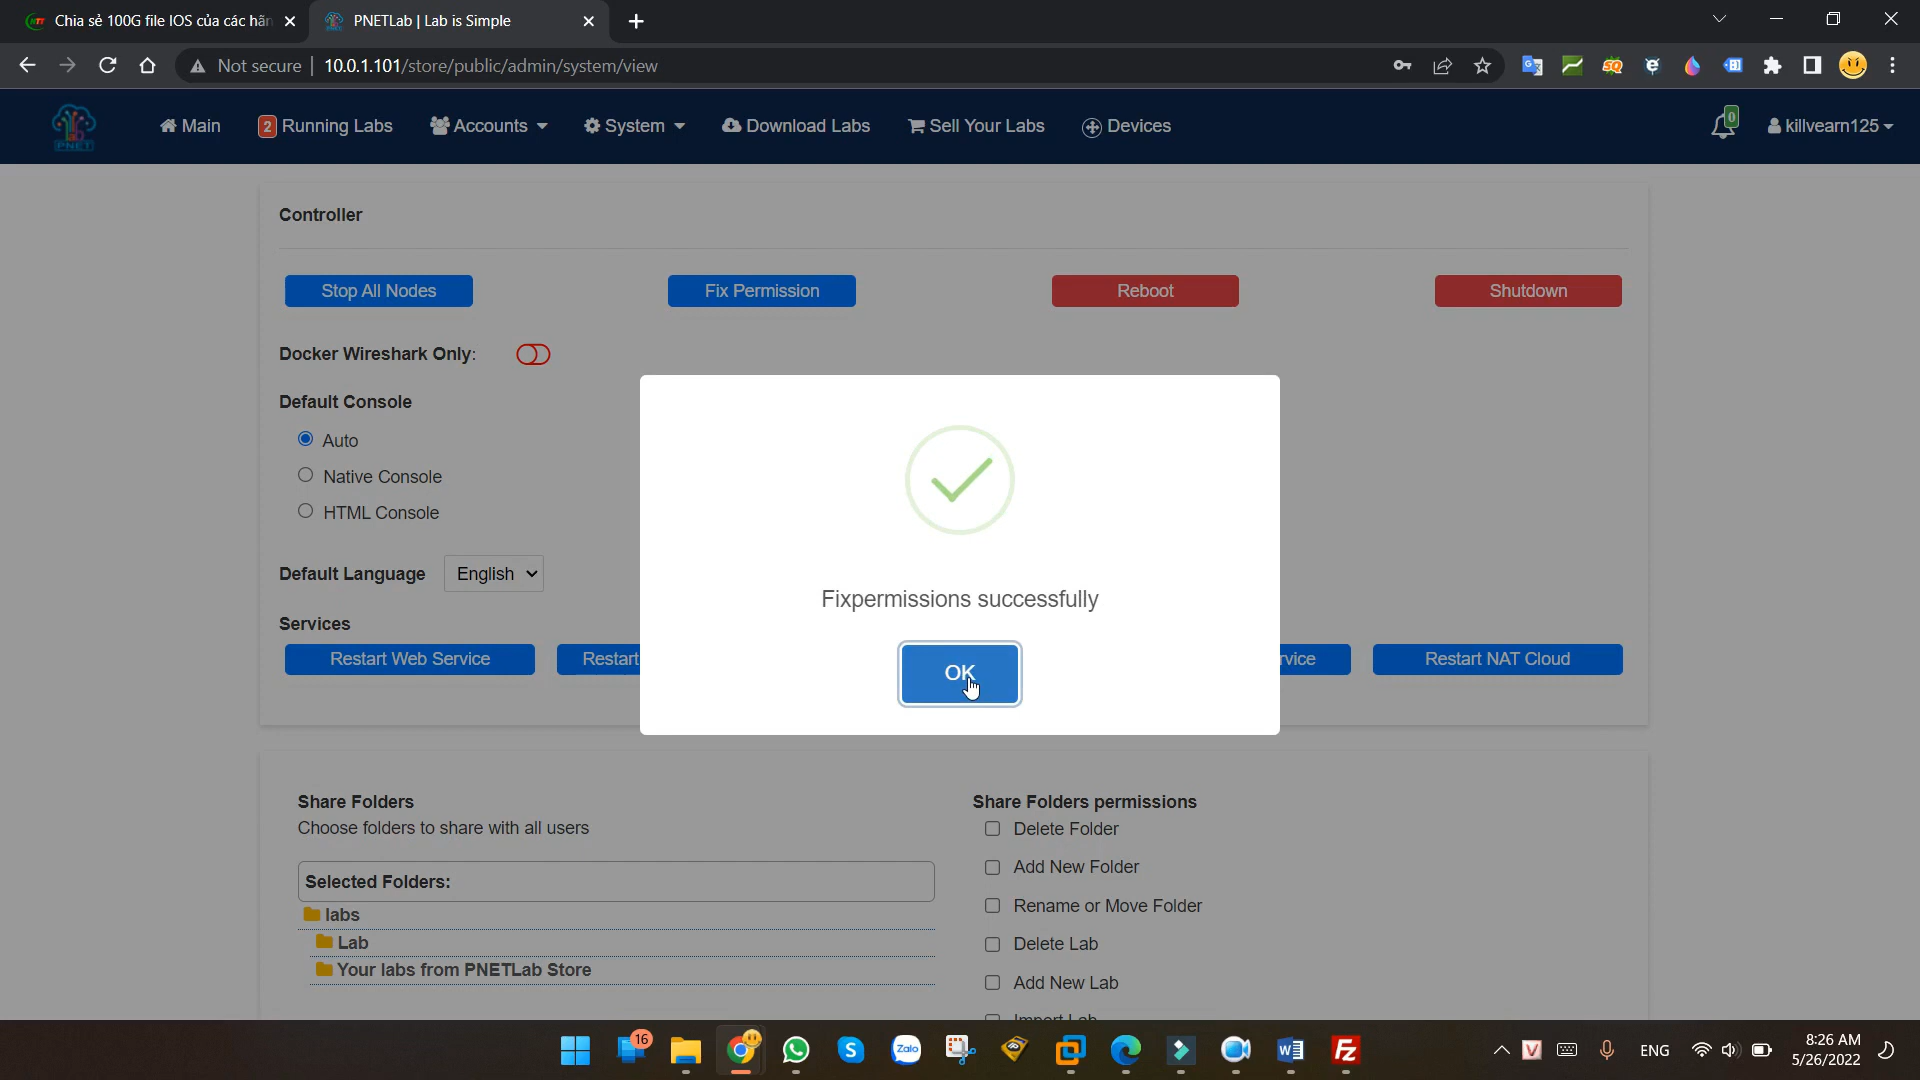 Chia sẻ 100G file IOS của các hãn
PNETLab | Lab is Simple
Not secure
10.0.1.101/store/public/admin/system/view
PNET
Main
2 Running Labs
Accounts
System
Download Labs
Sell Your Labs
Devices
0
killvearn125
Controller
Stop All Nodes
Fix Permission
Reboot
Shutdown
Docker Wireshark Only:
Default Console
Auto
Native Console
HTML Console
Default Language
English
Fixpermissions successfully
OK
Services
Restart Web Service
Restart
rvice
Restart NAT Cloud
Share Folders
Choose folders to share with all users
Selected Folders:
labs
Lab
Your labs from PNETLab Store
Share Folders permissions
Delete Folder
Add New Folder
Rename or Move Folder
Delete Lab
Add New Lab
Import Lab
16
Zalo
ENG
8:26 AM
5/26/2022